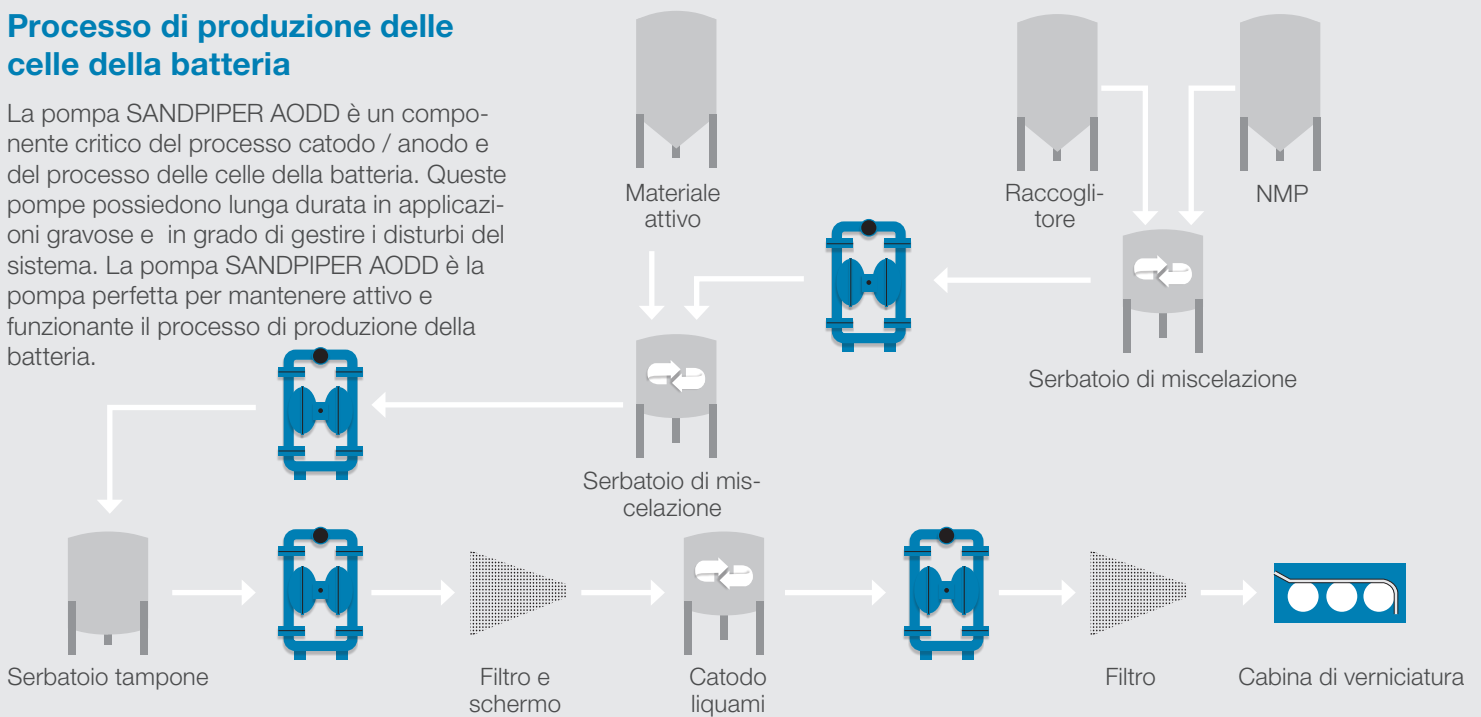 Processo di produzione delle
celle della batteria
La pompa SANDPIPER AODD è un compo-
nente critico del processo catodo / anodo e
del processo delle celle della batteria. Queste
pompe possiedono lunga durata in applicazi-
oni gravose e  in grado di gestire i disturbi del
sistema. La pompa SANDPIPER AODD è la
pompa perfetta per mantenere attivo e
funzionante il processo di produzione della
batteria.
Materiale
attivo
Raccogli-
tore
NMP
Serbatoio di miscelazione
Serbatoio di mis-
celazione
Serbatoio tampone
Filtro e
schermo
Catodo
liquami
Filtro
Cabina di verniciatura